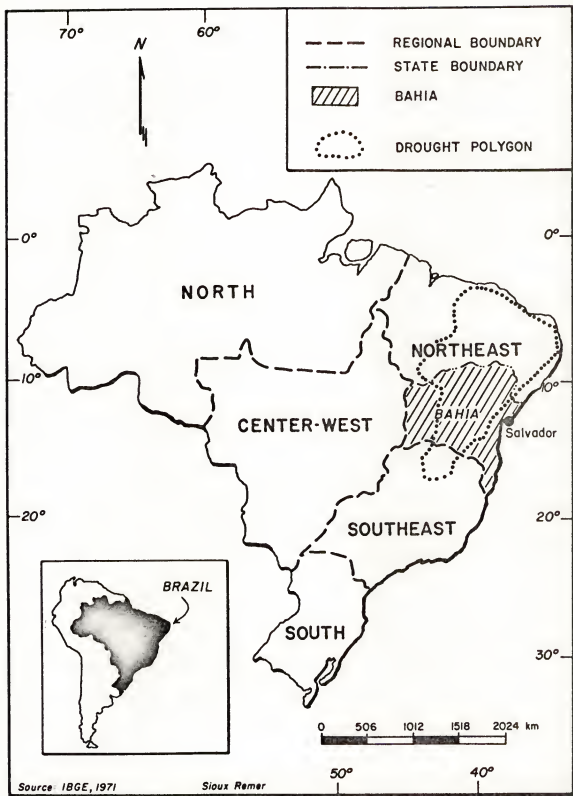 70°
60°
N
REGIONAL BOUNDARY
STATE BOUNDARY
BAHIA
DROUGHT POLYGON
0°
0°
NORTH
NORTHEAST
10°
10°
BAHIA
CENTER-WEST
Salvador
20°
SOUTHEAST
20°
BRAZIL
SOUTH
30°
0 506 1012 1518 2024 km
Source: IBGE, 1971 Sioux Remer
50° 40°